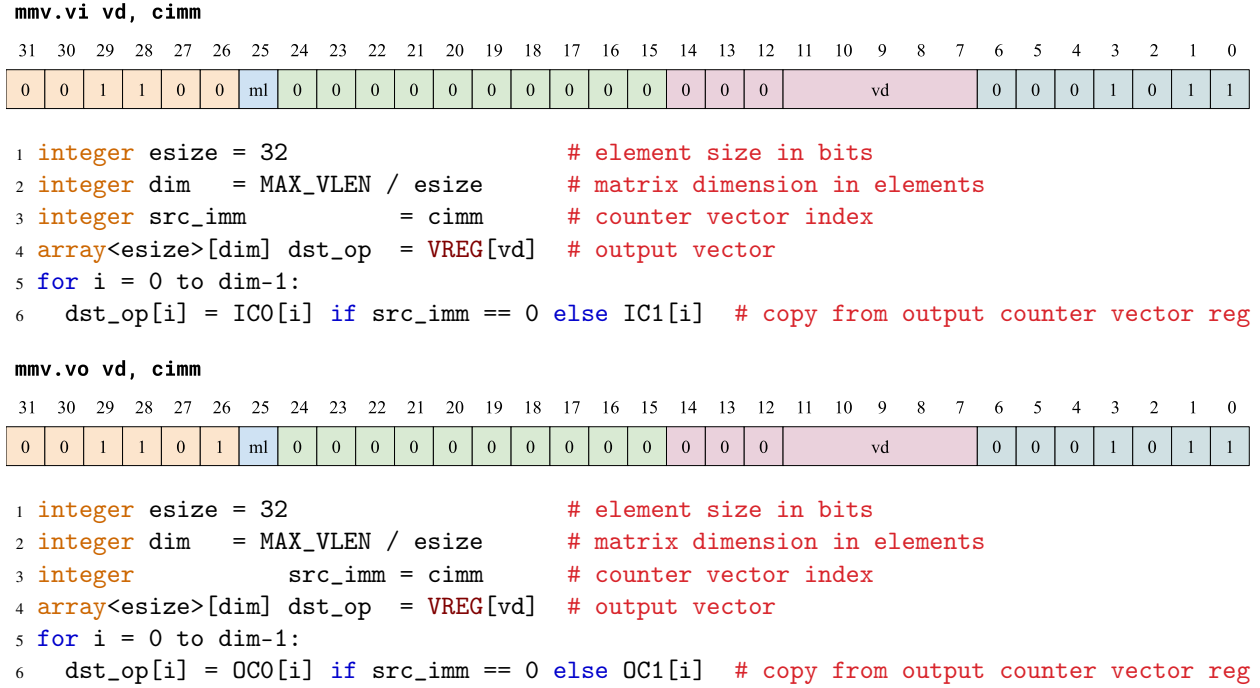 mmv.vi vd, cimm
31 30 29 28 27 26 25 24 23 22 21 20 19 18 17 16 15 14 13 12 11 10 9 8 7 6 5 4 3 2 1 0
0 0 1 1 0 0 ml 0 0 0 0 0 0 0 0 0 0 0 0 0 vd 0 0 0 1 0 1 1
1 integer esize = 32 # element size in bits
2 integer dim = MAX_VLEN / esize # matrix dimension in elements
3 integer src_imm = cimm # counter vector index
4 array<esize>[dim] dst_op = VREG[vd] # output vector
5 for i = 0 to dim-1:
6 dst_op[i] = IC0[i] if src_imm == 0 else IC1[i] # copy from output counter vector reg
mmv.vo vd, cimm
31 30 29 28 27 26 25 24 23 22 21 20 19 18 17 16 15 14 13 12 11 10 9 8 7 6 5 4 3 2 1 0
0 0 1 1 0 1 ml 0 0 0 0 0 0 0 0 0 0 0 0 0 vd 0 0 0 1 0 1 1
1 integer esize = 32 # element size in bits
2 integer dim = MAX_VLEN / esize # matrix dimension in elements
3 integer src_imm = cimm # counter vector index
4 array<esize>[dim] dst_op = VREG[vd] # output vector
5 for i = 0 to dim-1:
6 dst_op[i] = OC0[i] if src_imm == 0 else OC1[i] # copy from output counter vector reg